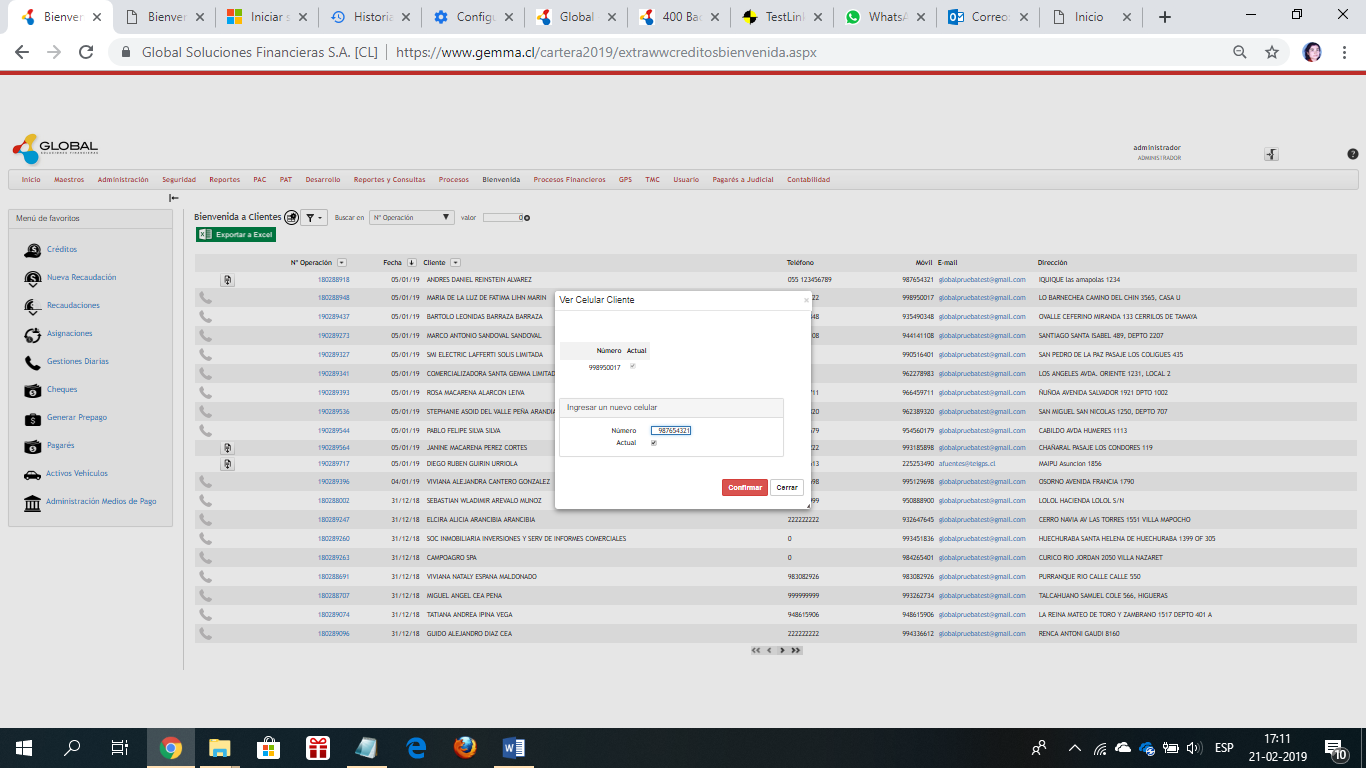 Bienver Bienver Iniciar s Historia Configu Global 400 Bad TestLink WhatsA Correo: Inicio
Global Soluciones Financieras S.A. [CL] https://www.gemma.cl/cartera2019/extrawwcreditosbienvenida.aspx
GLOBAL
administrador
ADMINISTRADOR
Inicio Maestros Administración Seguridad Reportes PAC PAT Desarrollo Reportes y Consultas Procesos Bienvenida Procesos Financieros GPS TMC Usuario Pagarés a Judicial Contabilidad
Menú de favoritos
Créditos
Nueva Recaudación
Recaudaciones
Asignaciones
Gestiones Diarias
Cheques
Generar Prepago
Pagarés
Activos Vehículos
Administración Medios de Pago
Bienvenida a Clientes Buscar en N° Operación valor 0
Exportar a Excel
N° Operación Fecha Cliente Teléfono Móvil E-mail Dirección
180288918 05/01/19 ANDRES DANIEL REINSTEIN ALVAREZ 055 123456789 987654321 globalpruebatest@gmail.com IQUIQUE las amapolas 1234
180288948 05/01/19 MARIA DE LA LUZ DE FATIMA LIHN MARIN 22 998950017 globalpruebatest@gmail.com LO BARNECHEA CAMINO DEL CHIN 3565, CASA U
190289437 05/01/19 BARTOLO LEONIDAS BARRAZA BARRAZA 48 935490348 globalpruebatest@gmail.com OVALLE CEFERINO MIRANDA 133 CERRILOS DE TAMAYA
190289273 05/01/19 MARCO ANTONIO SANDOVAL SANDOVAL 08 944141108 globalpruebatest@gmail.com SANTIAGO SANTA ISABEL 489, DEPTO 2207
190289327 05/01/19 SMI ELECTRIC LAFFERTI SOLIS LIMITADA 990516401 globalpruebatest@gmail.com SAN PEDRO DE LA PAZ PASAJE LOS COLIGUES 435
190289341 05/01/19 COMERCIALIZADORA SANTA GEMMA LIMITAD 962278983 globalpruebatest@gmail.com LOS ANGELES AVDA. ORIENTE 1231, LOCAL 2
190289393 05/01/19 ROSA MACARENA ALARCON LEIVA 11 966459711 globalpruebatest@gmail.com ÑUÑOA AVENIDA SALVADOR 1921 DPTO 1002
190289536 05/01/19 STEPHANIE ASOID DEL VALLE PEÑA ARANDIA 20 962389320 globalpruebatest@gmail.com SAN MIGUEL SAN NICOLAS 1250, DEPTO 707
190289544 05/01/19 PABLO FELIPE SILVA SILVA 79 954560179 globalpruebatest@gmail.com CABILDO AVDA HUMERES 1113
190289564 05/01/19 JANINE MACARENA PEREZ CORTES 993185898 globalpruebatest@gmail.com CHAÑARAL PASAJE LOS CONDORES 119
190289717 05/01/19 DIEGO RUBEN GUIRIN URRIOLA 13 225253490 afuentes@teigps.cl MAIPU Asuncion 1856
190289396 04/01/19 VIVIANA ALEJANDRA CANTERO GONZALEZ 98 995129698 globalpruebatest@gmail.com OSORNO AVENIDA FRANCIA 1790
180288002 31/12/18 SEBASTIAN WLADIMIR AREVALO MUNOZ 99 950888900 globalpruebatest@gmail.com LOLOL HACIENDA LOLOL S/N
180289247 31/12/18 ELCIRA ALICIA ARANCIBIA ARANCIBIA 222222222 932647645 globalpruebatest@gmail.com CERRO NAVIA AV LAS TORRES 1551 VILLA MAPOCHO
180289260 31/12/18 SOC INMOBILIARIA INVERSIONES Y SERV DE INFORMES COMERCIALES 0 993451836 globalpruebatest@gmail.com HUECHURABA SANTA HELENA DE HUECHURABA 1399 OF 305
180289263 31/12/18 CAMPOAGRO SPA 0 984265401 globalpruebatest@gmail.com CURICO RIO JORDAN 2050 VILLA NAZARET
180288691 31/12/18 VIVIANA NATALY ESPANA MALDONADO 983082926 983082926 globalpruebatest@gmail.com PURRANQUE RIO CALLE CALLE 550
180288707 31/12/18 MIGUEL ANGEL CEA PENA 999999999 993262734 globalpruebatest@gmail.com TALCAHUANO SAMUEL COLE 566, HIGUERAS
180289074 31/12/18 TATIANA ANDREA IPINA VEGA 948615906 948615906 globalpruebatest@gmail.com LA REINA MATEO DE TORO Y ZAMBRANO 1517 DEPTO 401 A
180289096 31/12/18 GUIDO ALEJANDRO DIAZ CEA 222222222 994336612 globalpruebatest@gmail.com RENCA ANTONI GAUDI 8160
Ver Celular Cliente
Número Actual
998950017
Ingresar un nuevo celular
Número 987654321
Actual
Confirmar Cerrar
ESP 17:11
21-02-2019
10